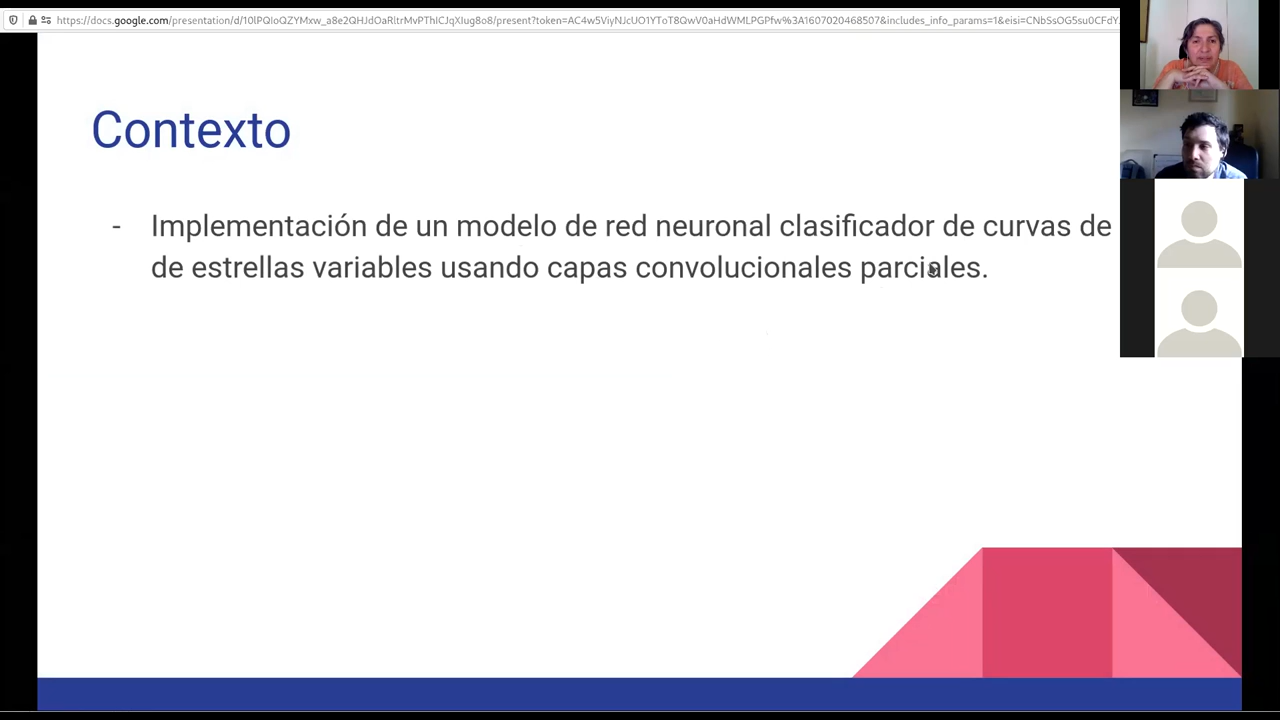 https://docs.google.com/presentation/d/10lPQIoQZYMxw_a8e2QHJdOaRltrMvPThICJqXIug8o8/present?token=AC4w5ViyNJcUO1YToT8QwV0aHdWMLPGPfw%3A1607020468507&includes_info_params=1&eisi=CNbSsOG5su0CFdY
Contexto
- Implementación de un modelo de red neuronal clasificador de curvas de
de estrellas variables usando capas convolucionales parciales.